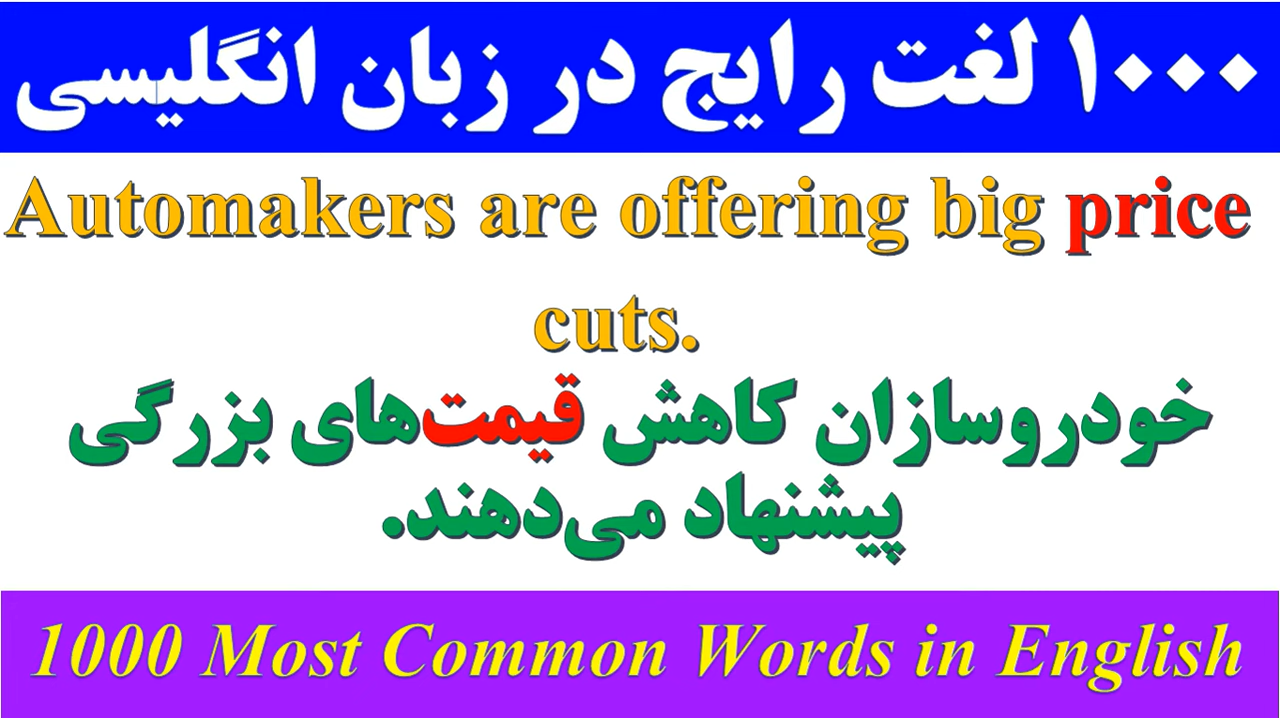 ۱۰۰۰ لغت رایج در زبان انگلیسی
Automakers are offering big price
cuts.
خودروسازان کاهش قیمت‌های بزرگی
پیشنهاد می‌دهند.
1000 Most Common Words in English